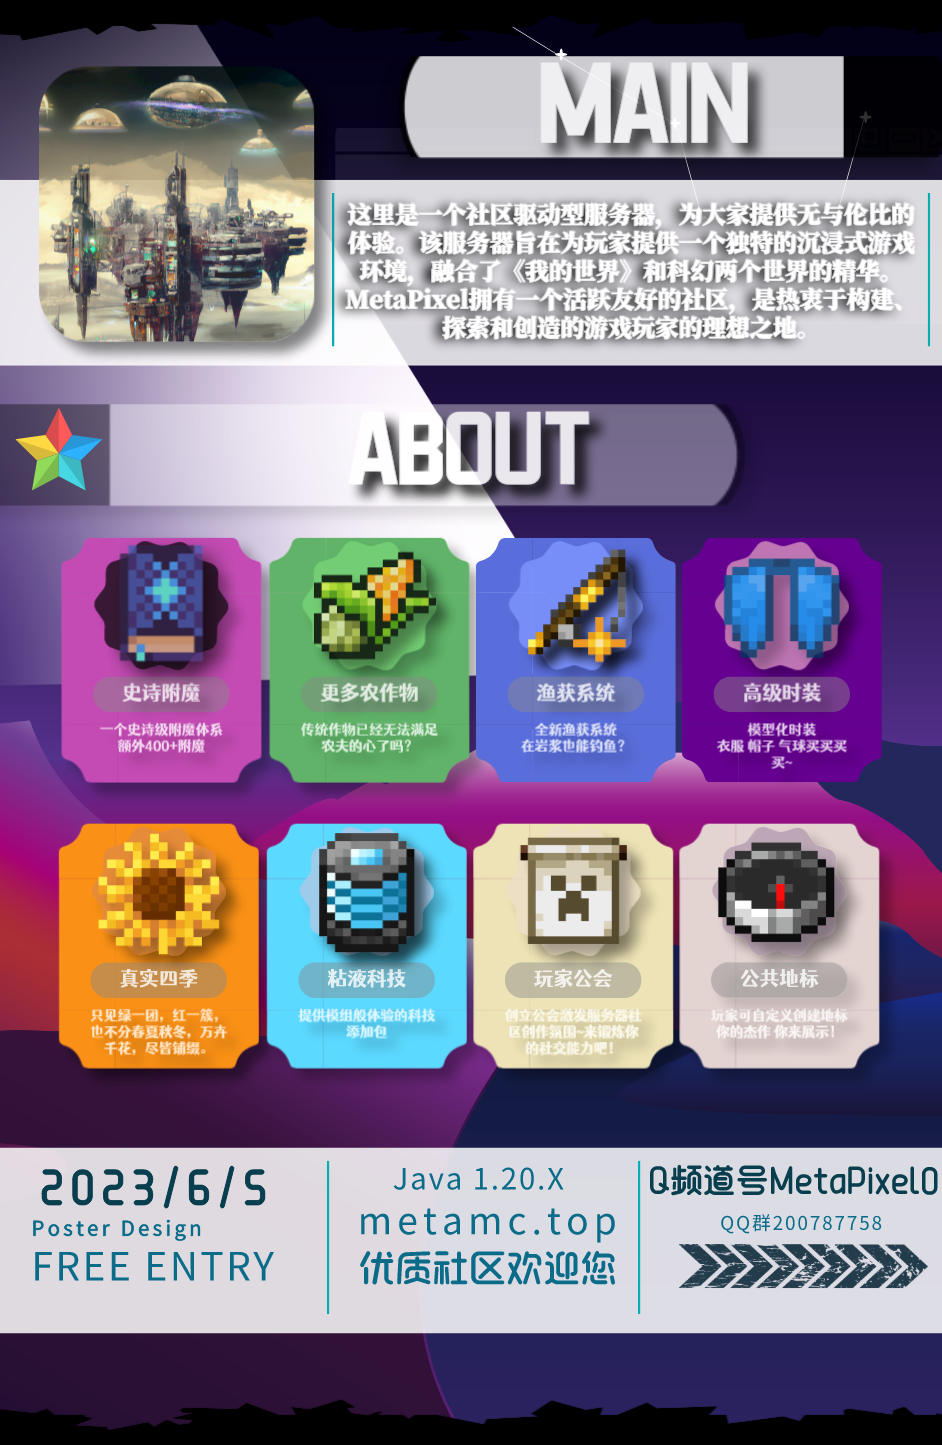 MAIN
这里是一个社区驱动型服务器，为大家提供无与伦比的
体验。该服务器旨在为玩家提供一个独特的沉浸式游戏
环境，融合了《我的世界》和科幻两个世界的精华。
MetaPixel拥有一个活跃友好的社区，是热衷于构建、
探索和创造的游戏玩家的理想之地。
ABOUT
史诗附魔
一个史诗级附魔体系
额外400+附魔
更多农作物
传统作物已经无法满足
农夫的心了吗?
渔获系统
全新渔获系统
在岩浆也能钓鱼?
高级时装
模型化时装
衣服 帽子 气球买买买
买~
真实四季
只见绿一团，红一簇，
也不分春夏秋冬，万卉
千花，尽皆铺缀。
粘液科技
提供模组般体验的科技
添加包
玩家公会
创立公会激发服务器社
区创作氛围~来锻炼你
的社交能力吧!
公共地标
玩家可自定义创建地标
你的杰作 你来展示!
2023/6/5
Poster Design
FREE ENTRY
Java 1.20.X
metamc.top
优质社区欢迎您
Q频道号MetaPixel0
QQ群200787758